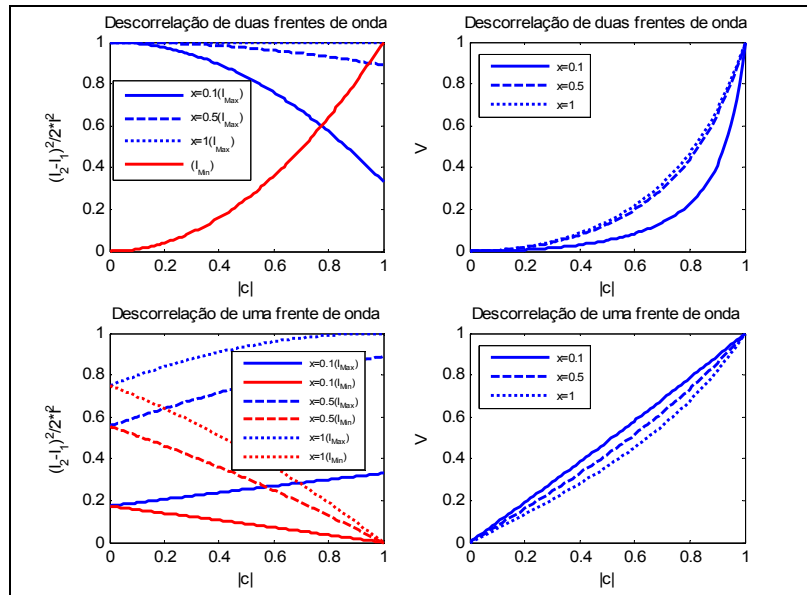 Descorrelação de duas frentes de onda
(I₂-I₁)²/2*I²
1
0.8
0.6
0.4
0.2
0
0
0.2
0.4
0.6
0.8
1
|c|
x=0.1(I_Max)
x=0.5(I_Max)
x=1(I_Max)
(I_Min)
Descorrelação de duas frentes de onda
V
1
0.8
0.6
0.4
0.2
0
0
0.2
0.4
0.6
0.8
1
|c|
x=0.1
x=0.5
x=1
Descorrelação de uma frente de onda
(I₂-I₁)²/2*I²
1
0.8
0.6
0.4
0.2
0
0
0.2
0.4
0.6
0.8
1
|c|
x=0.1(I_Max)
x=0.1(I_Min)
x=0.5(I_Max)
x=0.5(I_Min)
x=1(I_Max)
x=1(I_Min)
Descorrelação de uma frente de onda
V
1
0.8
0.6
0.4
0.2
0
0
0.2
0.4
0.6
0.8
1
|c|
x=0.1
x=0.5
x=1